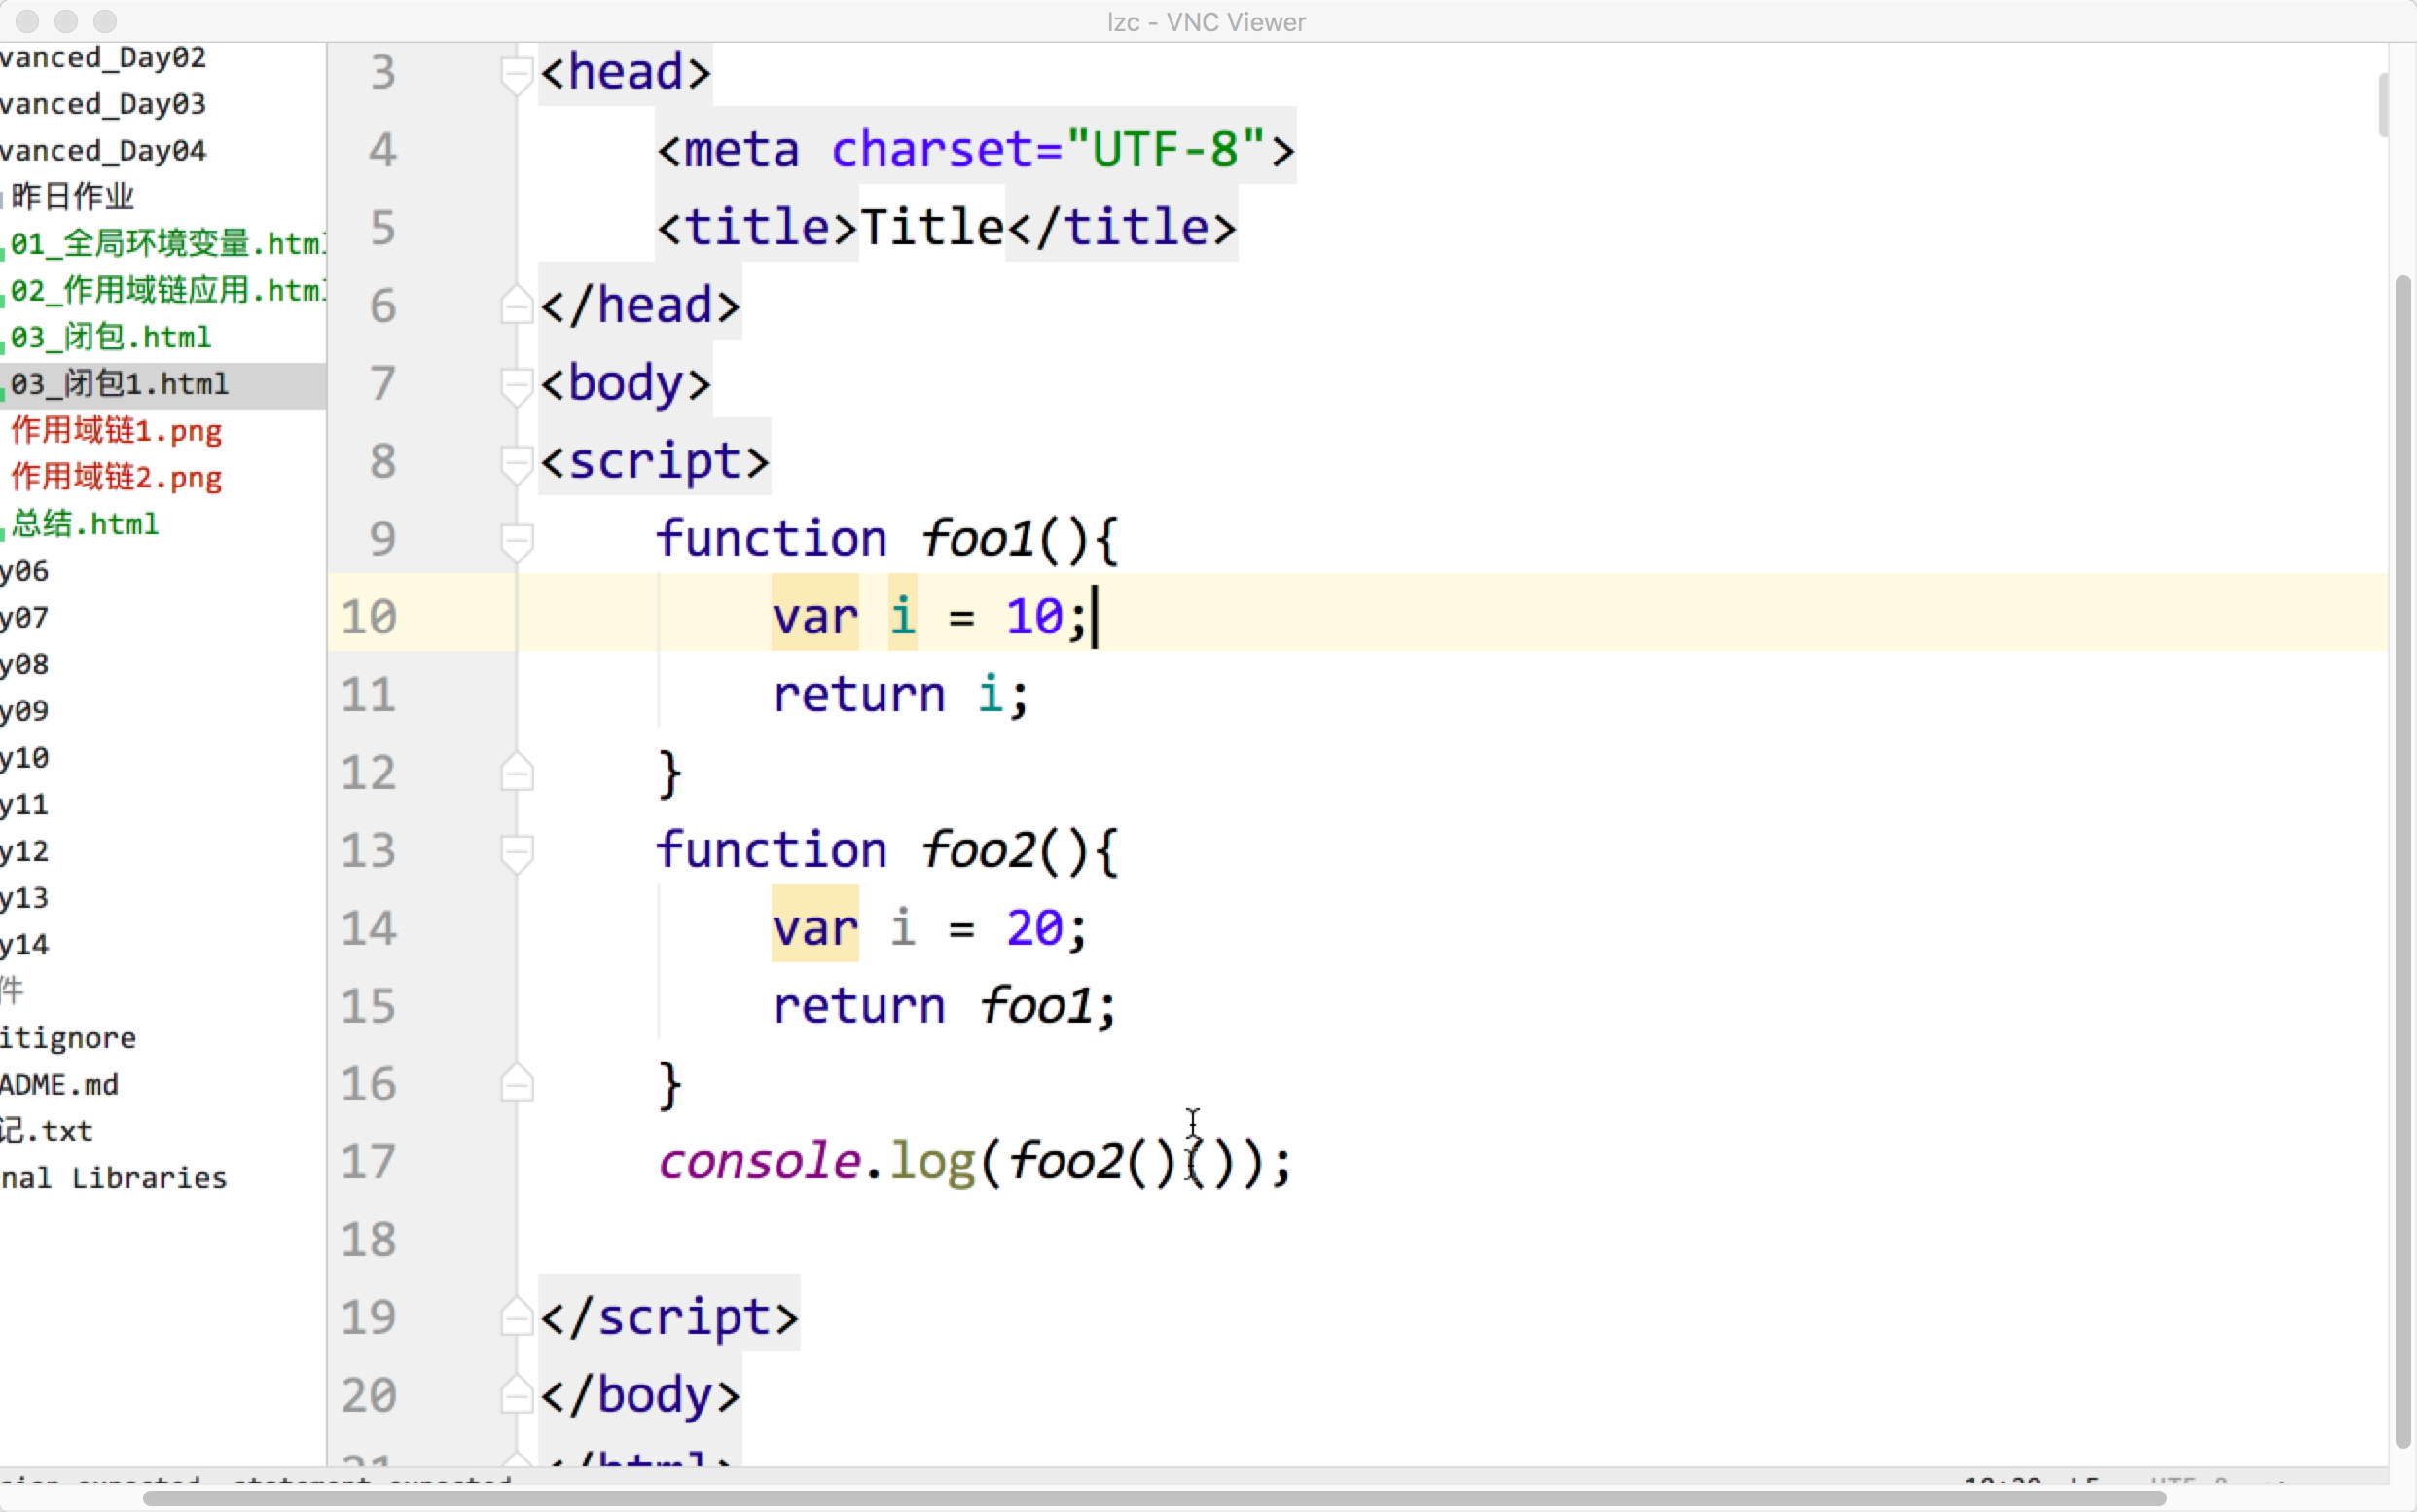 lzc - VNC Viewer
vanced_Day02
vanced_Day03
vanced_Day04
昨日作业
01_全局环境变量.html
02_作用域链应用.html
03_闭包.html
03_闭包1.html
作用域链1.png
作用域链2.png
总结.html
y06
y07
y08
y09
y10
y11
y12
y13
y14
件
itignore
ADME.md
记.txt
nal Libraries
3 <head>
4 <meta charset="UTF-8">
5 <title>Title</title>
6 </head>
7 <body>
8 <script>
9 function foo1(){
10 var i = 10;
11 return i;
12 }
13 function foo2(){
14 var i = 20;
15 return foo1;
16 }
17 console.log(foo2()());
18
19 </script>
20 </body>
21 </html>